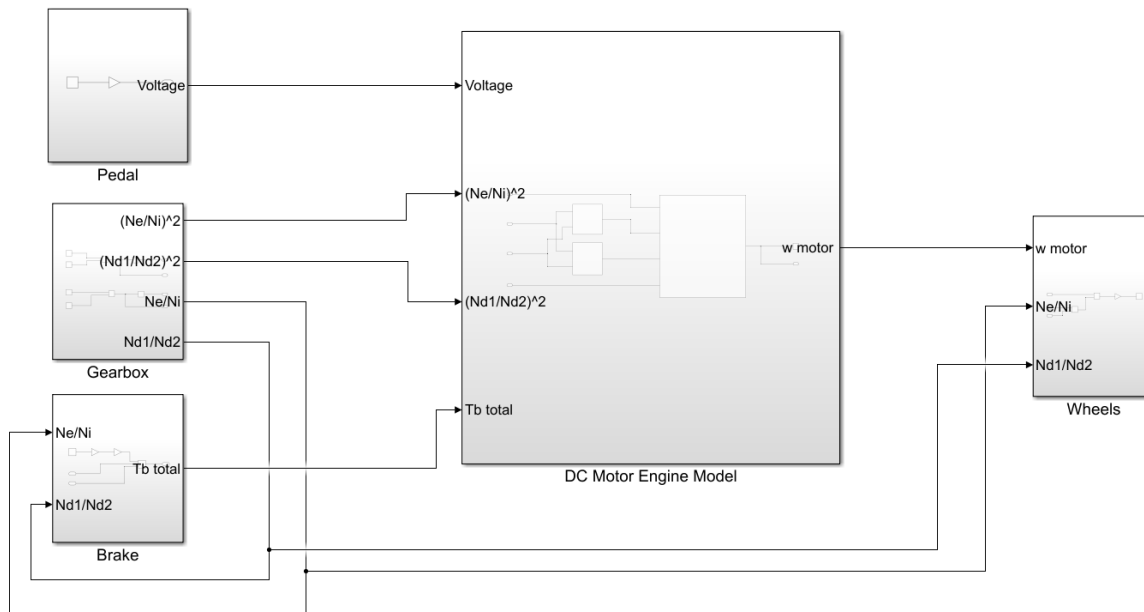 Voltage
Pedal
(Ne/Ni)^2
(Nd1/Nd2)^2
Ne/Ni
Nd1/Nd2
Gearbox
Ne/Ni
Tb total
Nd1/Nd2
Brake
Voltage
(Ne/Ni)^2
w motor
(Nd1/Nd2)^2
Tb total
DC Motor Engine Model
w motor
Ne/Ni
Nd1/Nd2
Wheels